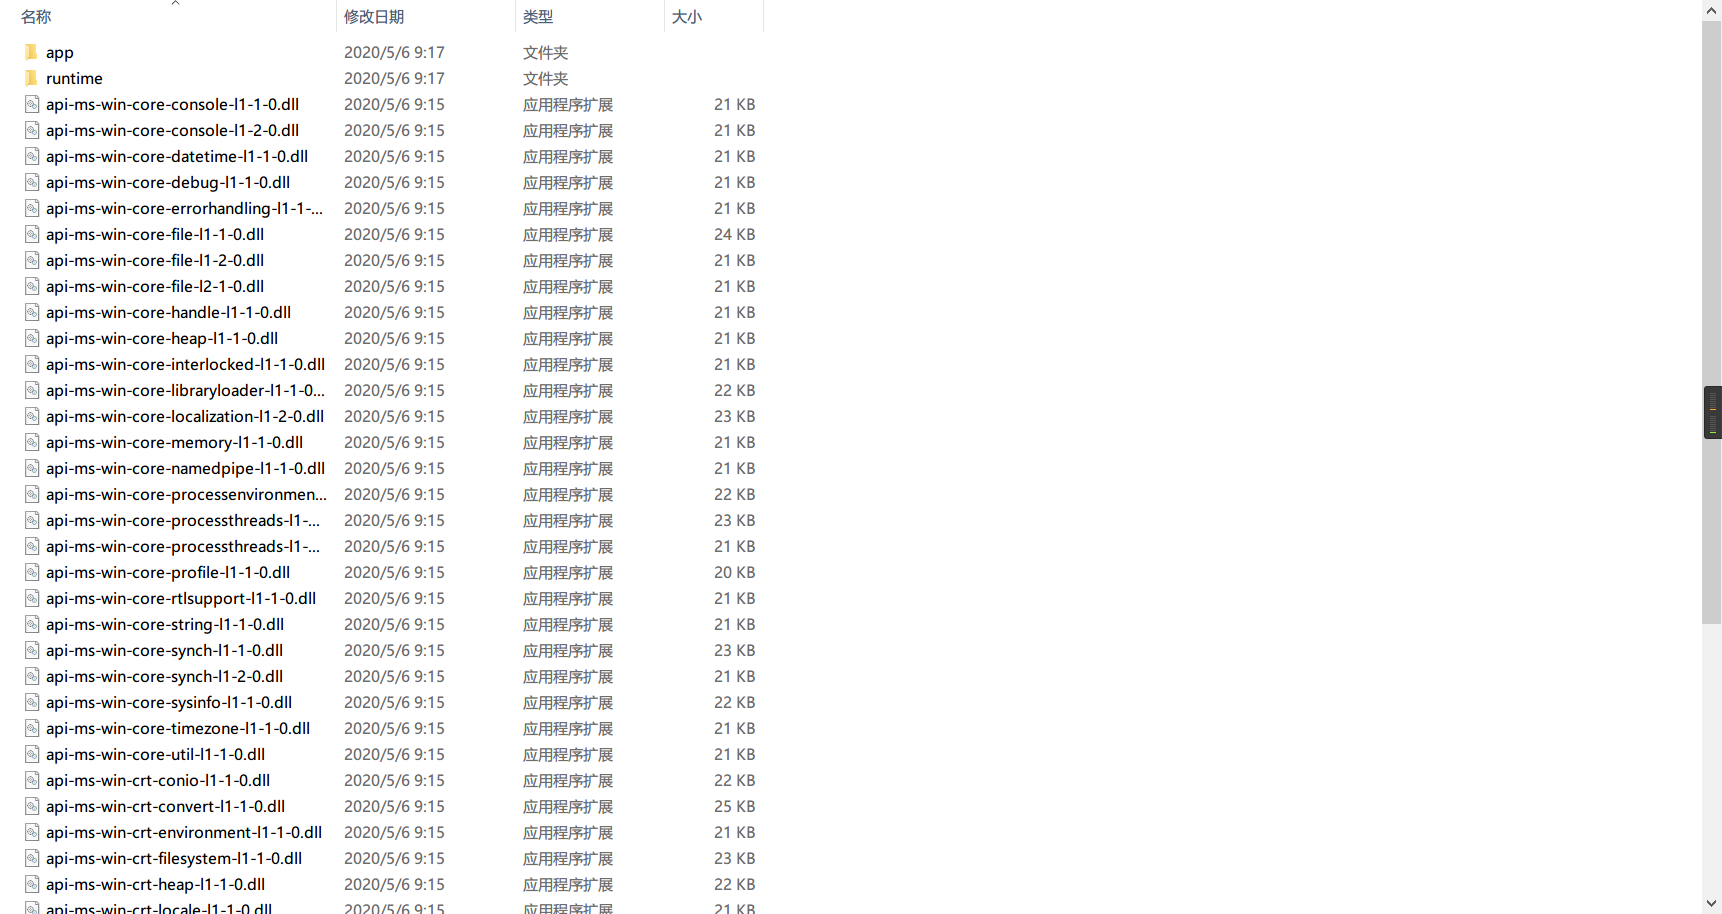 名称 修改日期 类型 大小
app 2020/5/6 9:17 文件夹
runtime 2020/5/6 9:17 文件夹
api-ms-win-core-console-l1-1-0.dll 2020/5/6 9:15 应用程序扩展 21 KB
api-ms-win-core-console-l1-2-0.dll 2020/5/6 9:15 应用程序扩展 21 KB
api-ms-win-core-datetime-l1-1-0.dll 2020/5/6 9:15 应用程序扩展 21 KB
api-ms-win-core-debug-l1-1-0.dll 2020/5/6 9:15 应用程序扩展 21 KB
api-ms-win-core-errorhandling-l1-1-... 2020/5/6 9:15 应用程序扩展 21 KB
api-ms-win-core-file-l1-1-0.dll 2020/5/6 9:15 应用程序扩展 24 KB
api-ms-win-core-file-l1-2-0.dll 2020/5/6 9:15 应用程序扩展 21 KB
api-ms-win-core-file-l2-1-0.dll 2020/5/6 9:15 应用程序扩展 21 KB
api-ms-win-core-handle-l1-1-0.dll 2020/5/6 9:15 应用程序扩展 21 KB
api-ms-win-core-heap-l1-1-0.dll 2020/5/6 9:15 应用程序扩展 21 KB
api-ms-win-core-interlocked-l1-1-0.dll 2020/5/6 9:15 应用程序扩展 21 KB
api-ms-win-core-libraryloader-l1-1-0... 2020/5/6 9:15 应用程序扩展 22 KB
api-ms-win-core-localization-l1-2-0.dll 2020/5/6 9:15 应用程序扩展 23 KB
api-ms-win-core-memory-l1-1-0.dll 2020/5/6 9:15 应用程序扩展 21 KB
api-ms-win-core-namedpipe-l1-1-0.dll 2020/5/6 9:15 应用程序扩展 21 KB
api-ms-win-core-processenvironmen... 2020/5/6 9:15 应用程序扩展 22 KB
api-ms-win-core-processthreads-l1-... 2020/5/6 9:15 应用程序扩展 23 KB
api-ms-win-core-processthreads-l1-... 2020/5/6 9:15 应用程序扩展 21 KB
api-ms-win-core-profile-l1-1-0.dll 2020/5/6 9:15 应用程序扩展 20 KB
api-ms-win-core-rtlsupport-l1-1-0.dll 2020/5/6 9:15 应用程序扩展 21 KB
api-ms-win-core-string-l1-1-0.dll 2020/5/6 9:15 应用程序扩展 21 KB
api-ms-win-core-synch-l1-1-0.dll 2020/5/6 9:15 应用程序扩展 23 KB
api-ms-win-core-synch-l1-2-0.dll 2020/5/6 9:15 应用程序扩展 21 KB
api-ms-win-core-sysinfo-l1-1-0.dll 2020/5/6 9:15 应用程序扩展 22 KB
api-ms-win-core-timezone-l1-1-0.dll 2020/5/6 9:15 应用程序扩展 21 KB
api-ms-win-core-util-l1-1-0.dll 2020/5/6 9:15 应用程序扩展 21 KB
api-ms-win-crt-conio-l1-1-0.dll 2020/5/6 9:15 应用程序扩展 22 KB
api-ms-win-crt-convert-l1-1-0.dll 2020/5/6 9:15 应用程序扩展 25 KB
api-ms-win-crt-environment-l1-1-0.dll 2020/5/6 9:15 应用程序扩展 21 KB
api-ms-win-crt-filesystem-l1-1-0.dll 2020/5/6 9:15 应用程序扩展 23 KB
api-ms-win-crt-heap-l1-1-0.dll 2020/5/6 9:15 应用程序扩展 22 KB
api-ms-win-crt-locale-l1-1-0.dll 2020/5/6 9:15 应用程序扩展 21 KB